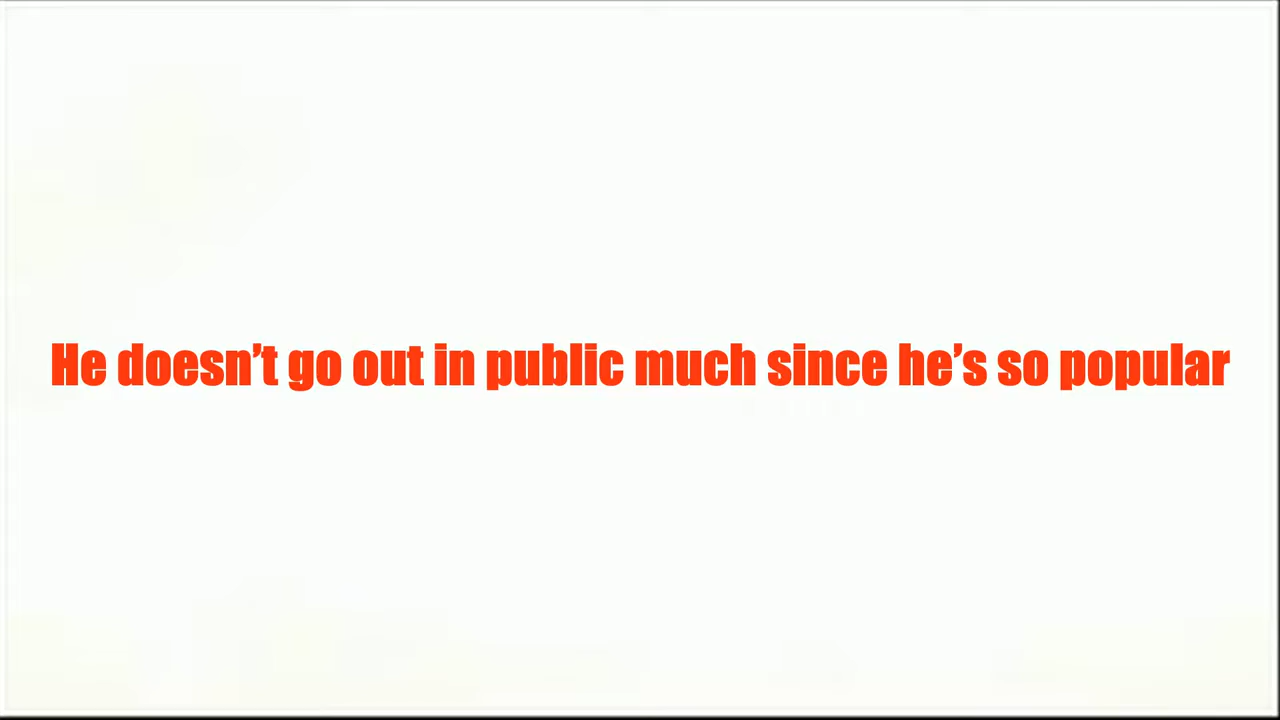 He doesn’t go out in public much since he’s so popular